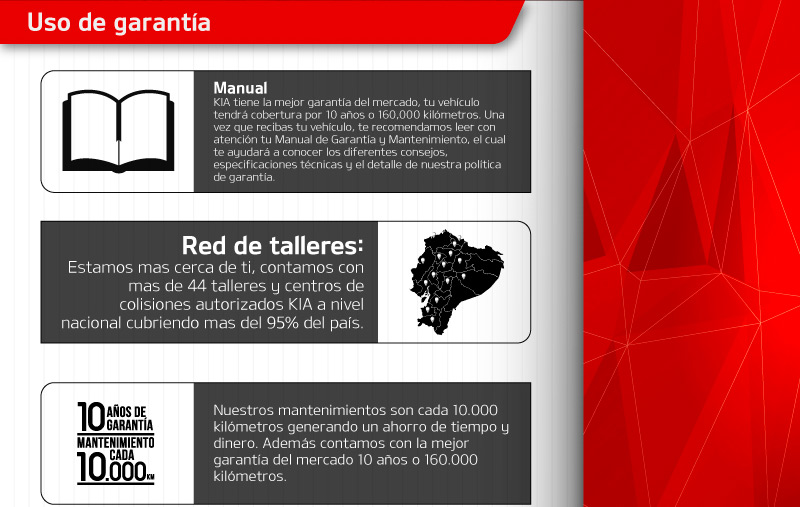 Uso de garantía
Manual
KIA tiene la mejor garantía del mercado, tu vehículo
tendrá cobertura por 10 años o 160,000 kilómetros. Una
vez que recibas tu vehículo, te recomendamos leer con
atención tu Manual de Garantía y Mantenimiento, el cual
te ayudará a conocer los diferentes consejos,
especificaciones técnicas y el detalle de nuestra política
de garantía.
Red de talleres:
Estamos mas cerca de ti, contamos con
mas de 44 talleres y centros de
colisiones autorizados KIA a nivel
nacional cubriendo mas del 95% del país.
10 AÑOS DE
GARANTÍA
MANTENIMIENTO
CADA
10.000 KM
Nuestros mantenimientos son cada 10.000
kilómetros generando un ahorro de tiempo y
dinero. Además contamos con la mejor
garantía del mercado 10 años o 160.000
kilómetros.